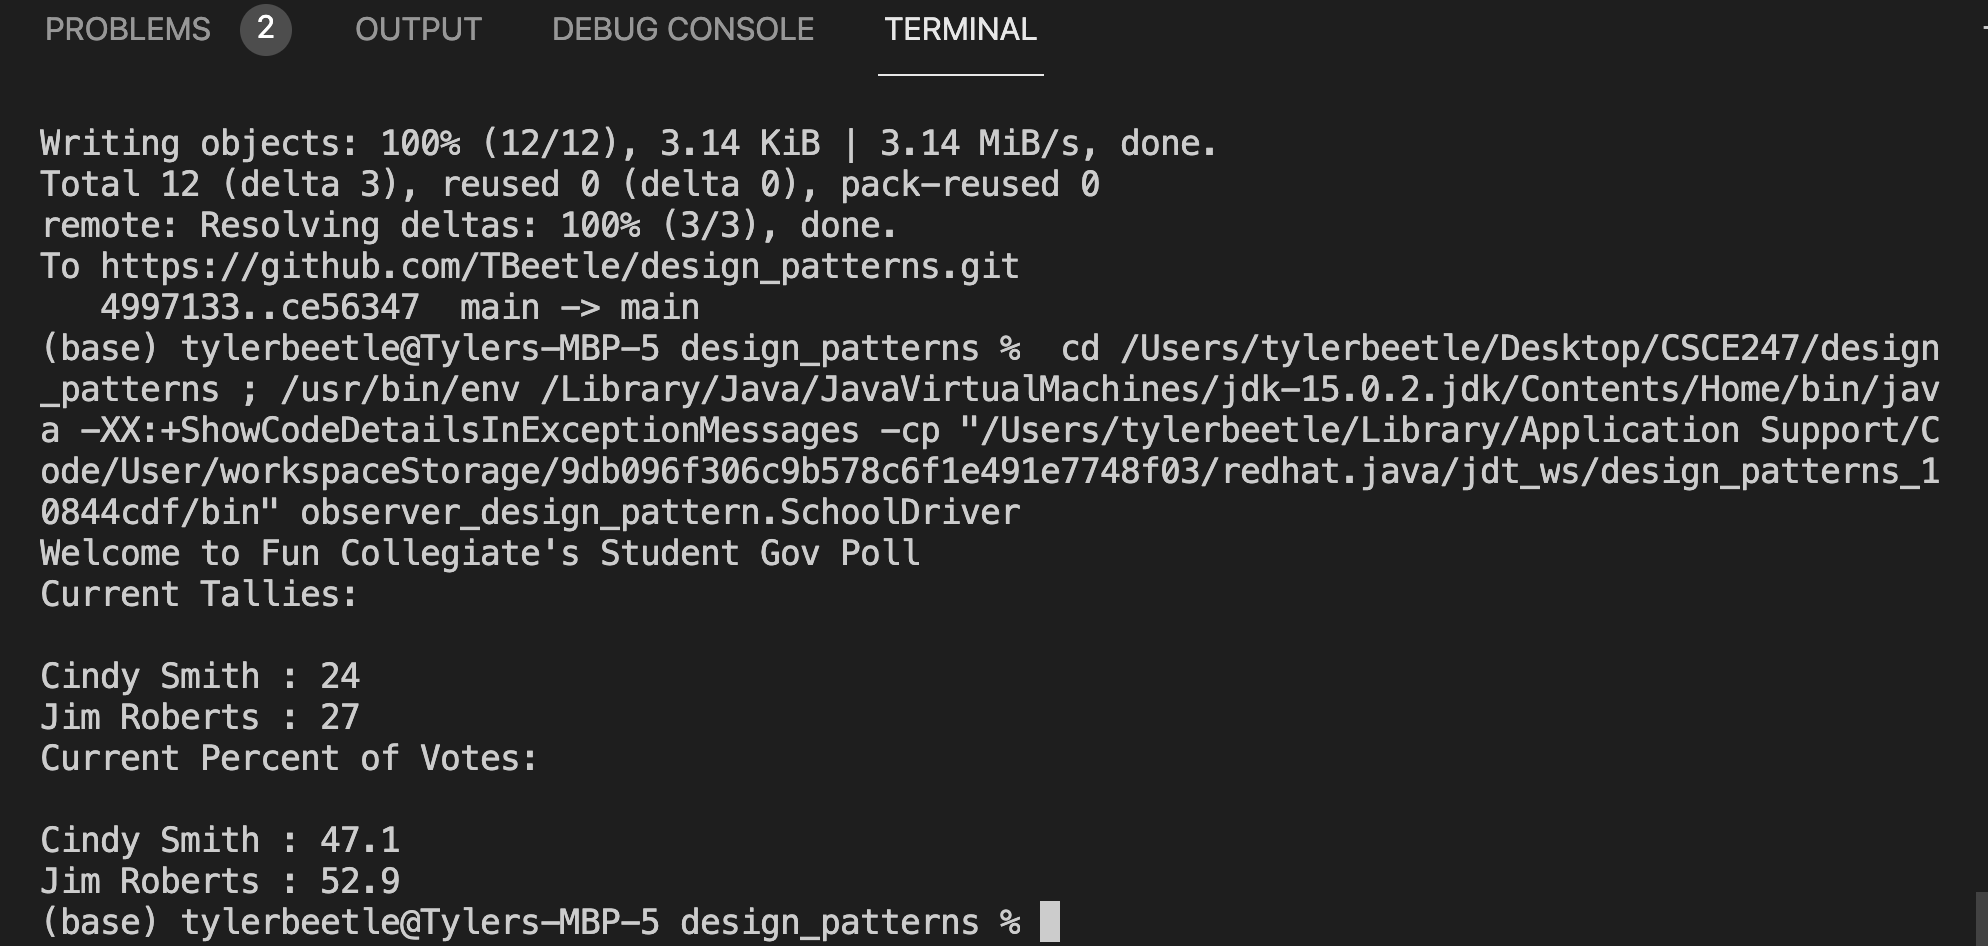 PROBLEMS 2 OUTPUT DEBUG CONSOLE TERMINAL
Writing objects: 100% (12/12), 3.14 KiB | 3.14 MiB/s, done.
Total 12 (delta 3), reused 0 (delta 0), pack-reused 0
remote: Resolving deltas: 100% (3/3), done.
To https://github.com/TBeetle/design_patterns.git
   4997133..ce56347  main -> main
(base) tylerbeetle@Tylers-MBP-5 design_patterns %  cd /Users/tylerbeetle/Desktop/CSCE247/design
_patterns ; /usr/bin/env /Library/Java/JavaVirtualMachines/jdk-15.0.2.jdk/Contents/Home/bin/jav
a -XX:+ShowCodeDetailsInExceptionMessages -cp "/Users/tylerbeetle/Library/Application Support/C
ode/User/workspaceStorage/9db096f306c9b578c6f1e491e7748f03/redhat.java/jdt_ws/design_patterns_1
0844cdf/bin" observer_design_pattern.SchoolDriver
Welcome to Fun Collegiate's Student Gov Poll
Current Tallies:
Cindy Smith : 24
Jim Roberts : 27
Current Percent of Votes:
Cindy Smith : 47.1
Jim Roberts : 52.9
(base) tylerbeetle@Tylers-MBP-5 design_patterns %